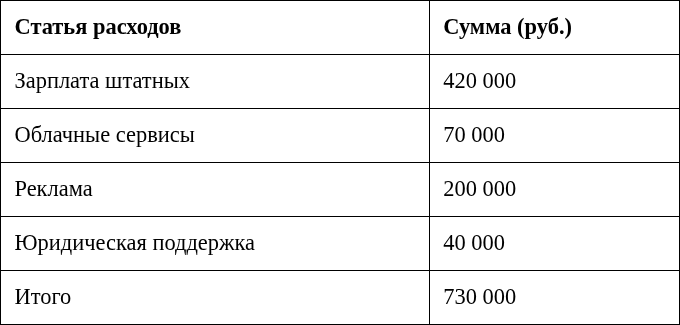 Статья расходов Сумма (руб.)
Зарплата штатных 420 000
Облачные сервисы 70 000
Реклама 200 000
Юридическая поддержка 40 000
Итого 730 000